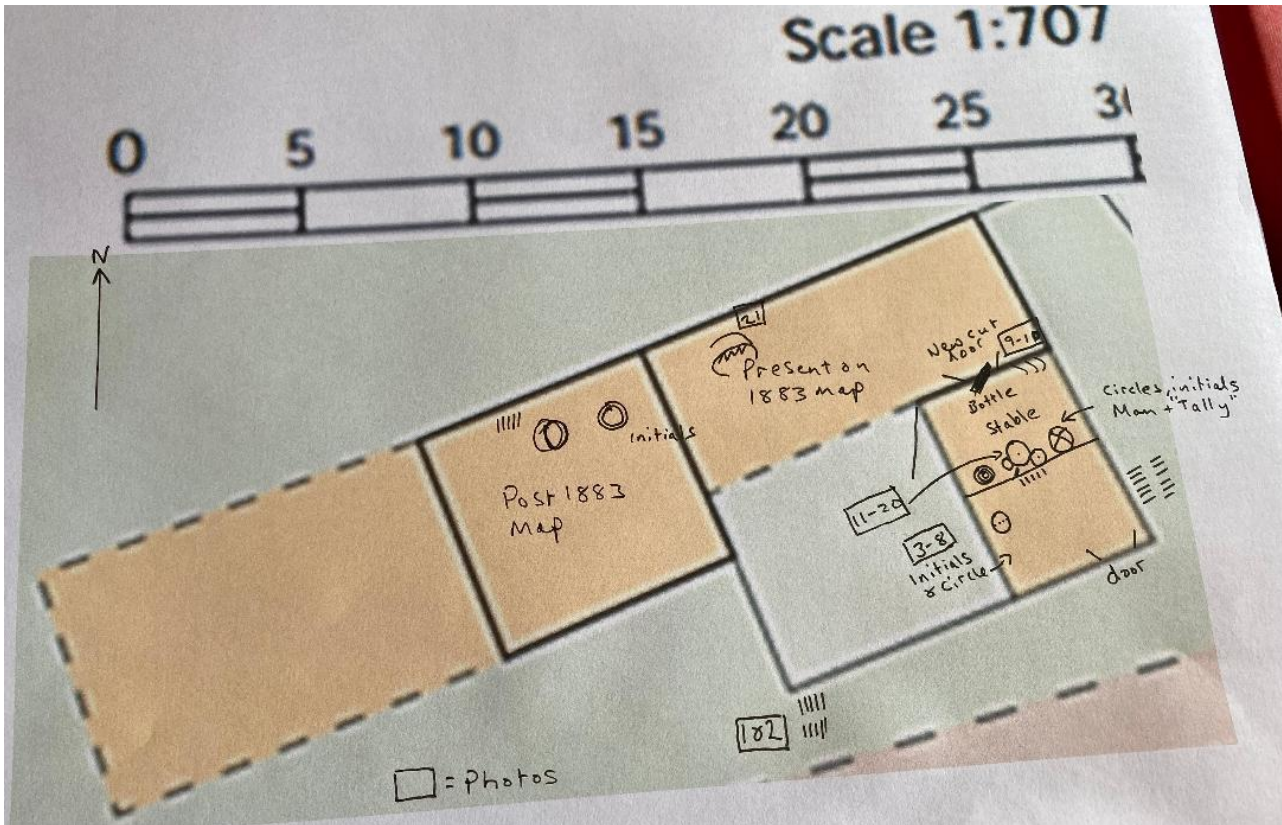 Scale 1:707
0 5 10 15 20 25
N
21
New cut
door
9-10
Present on
1883 map
Bottle
Stable
Circles, initials
Man + "Tally"
Initials
Post 1883
Map
11-20
3-8
Initials
& Circle
door
1&2
= Photos